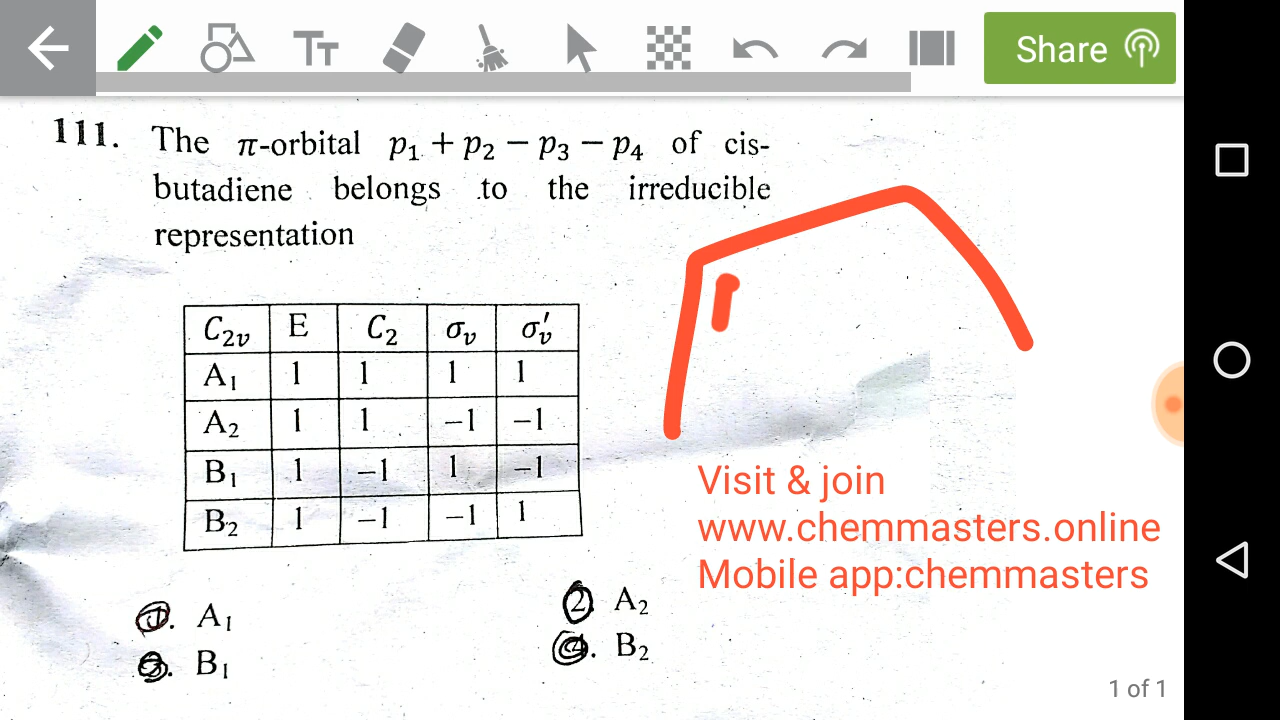 Share
111. The π-orbital p₁ + p₂ − p₃ − p₄ of cis-
butadiene belongs to the irreducible
representation
C₂ᵥ E C₂ σᵥ σᵥ′
A₁ 1 1 1 1
A₂ 1 1 −1 −1
B₁ 1 −1 1 −1
B₂ 1 −1 −1 1
1. A₁
2. A₂
3. B₁
4. B₂
1
Visit & join
www.chemmasters.online
Mobile app:chemmasters
1 of 1